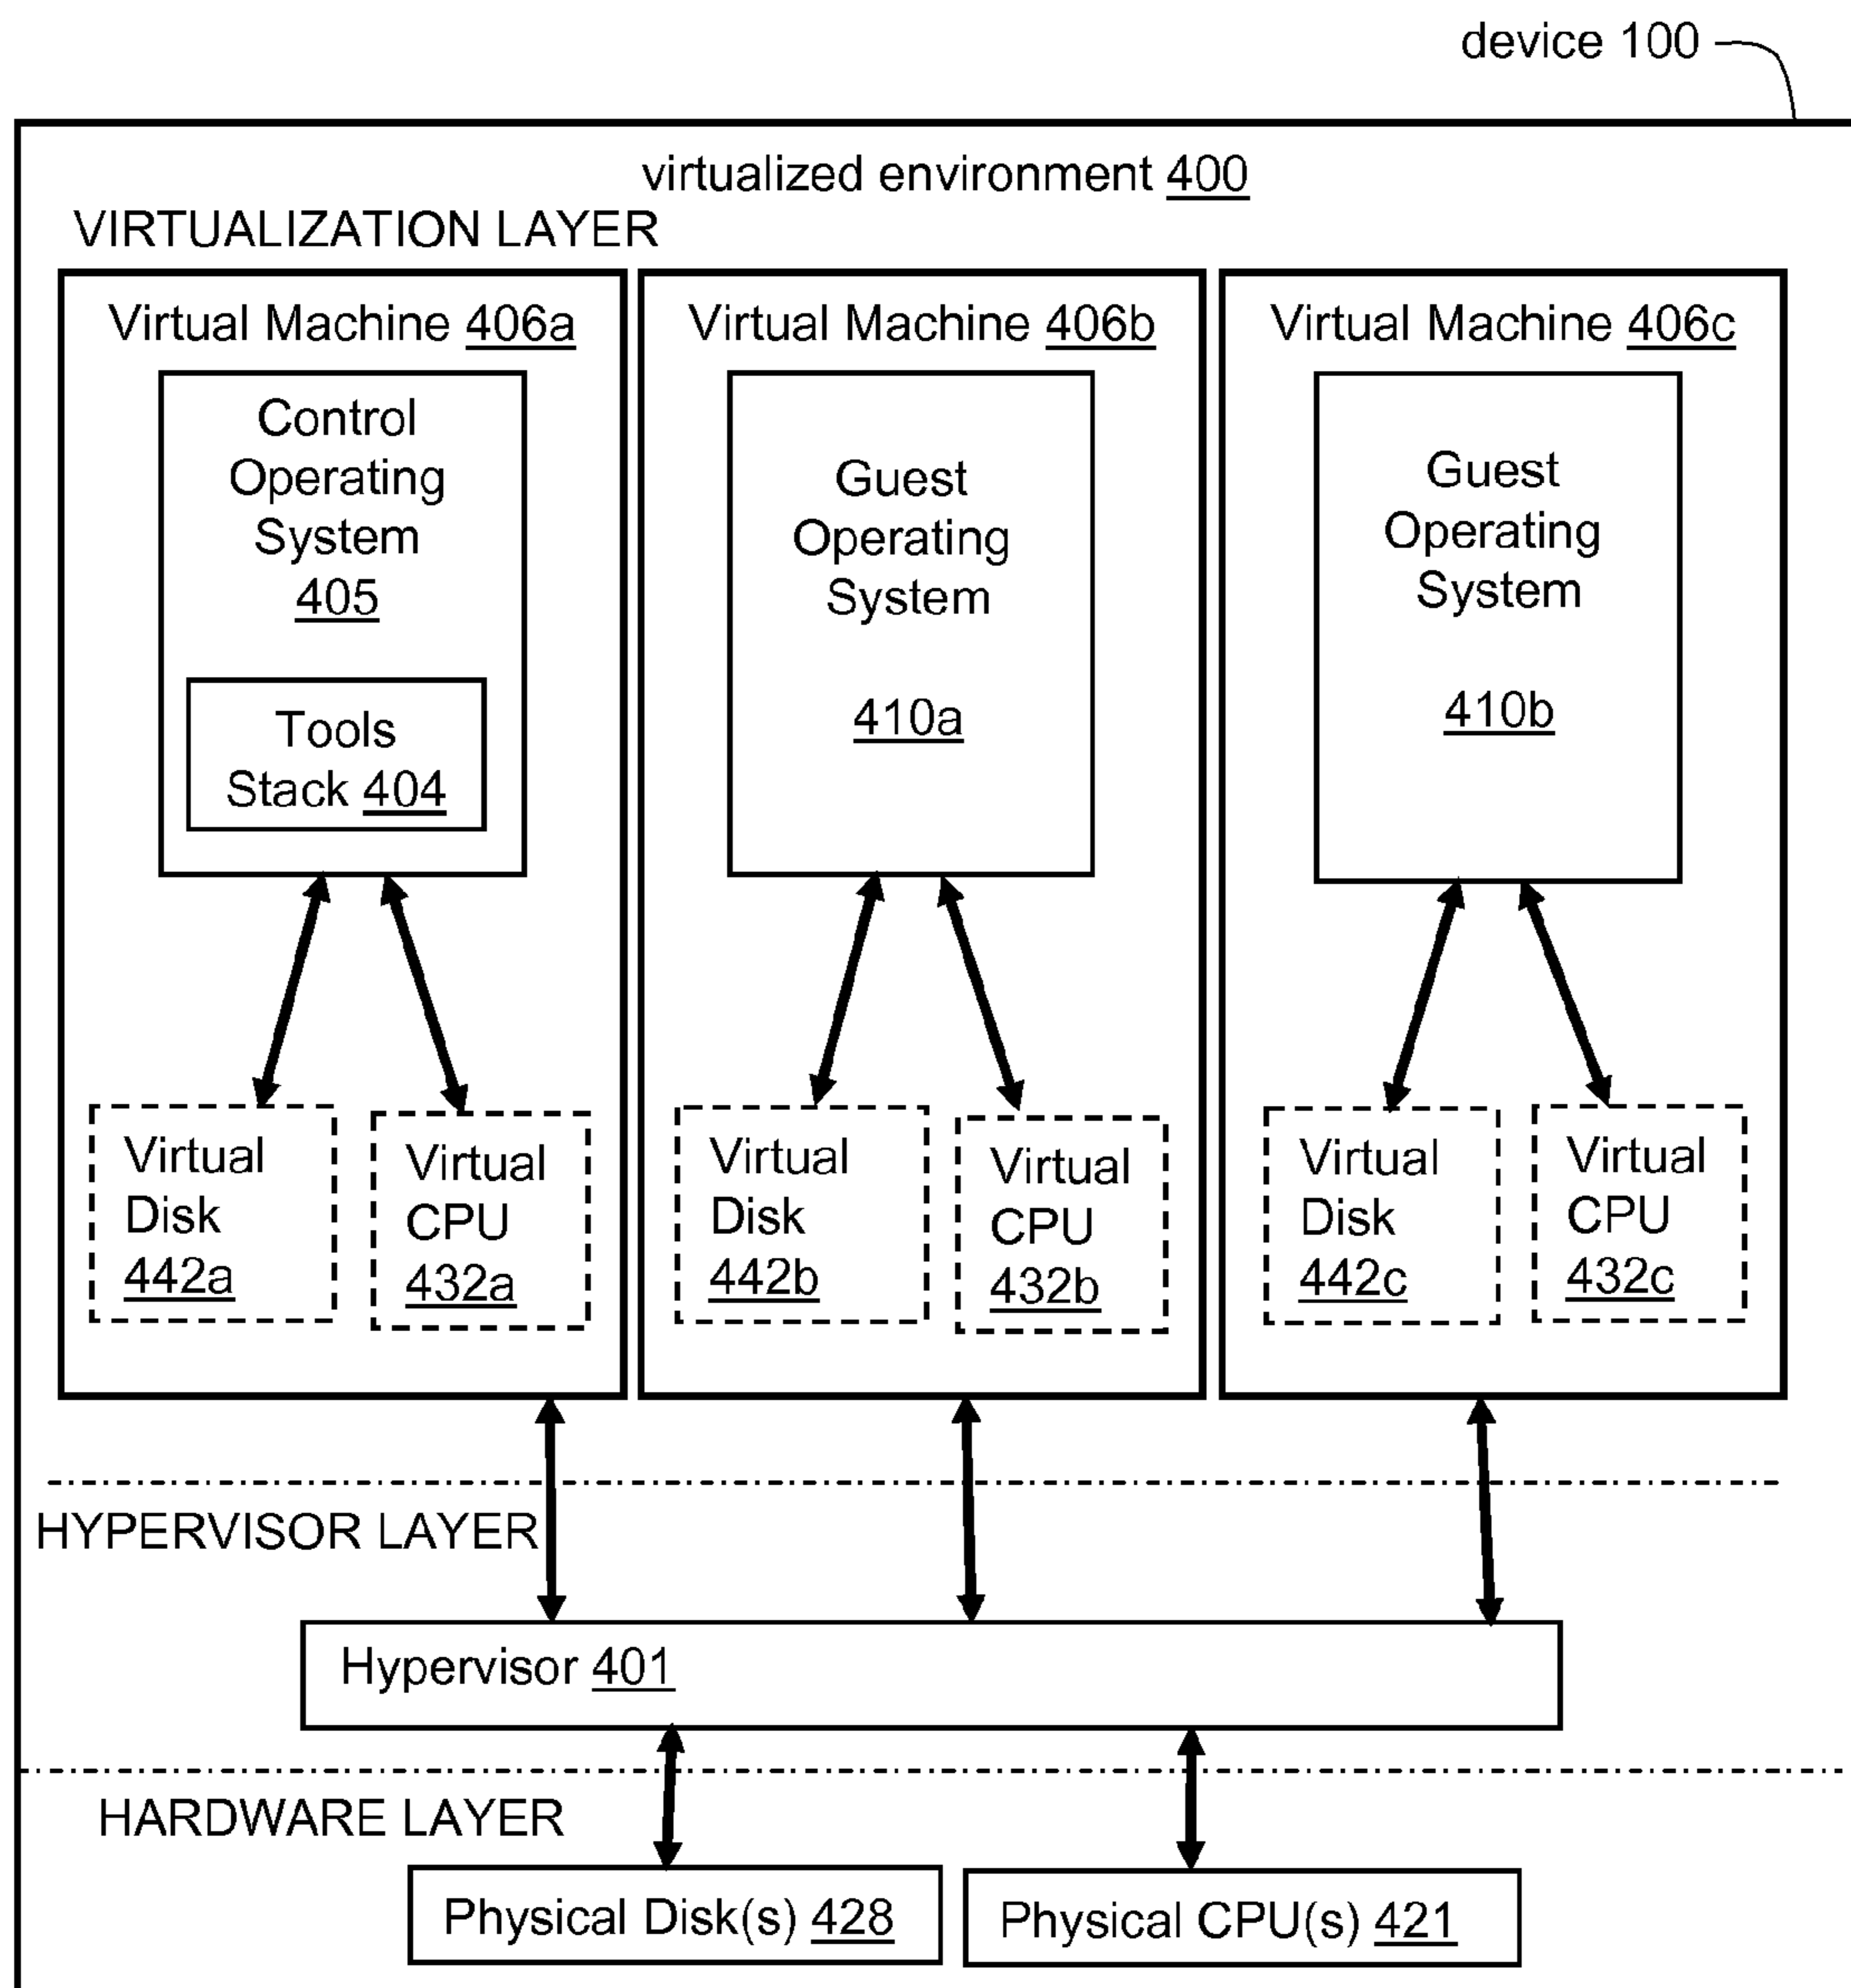 device 100
virtualized environment 400
VIRTUALIZATION LAYER
Virtual Machine 406a
Control
Operating
System
405
Tools
Stack 404
Virtual
Disk
442a
Virtual
CPU
432a
Virtual Machine 406b
Guest
Operating
System
410a
Virtual
Disk
442b
Virtual
CPU
432b
Virtual Machine 406c
Guest
Operating
System
410b
Virtual
Disk
442c
Virtual
CPU
432c
HYPERVISOR LAYER
Hypervisor 401
HARDWARE LAYER
Physical Disk(s) 428
Physical CPU(s) 421